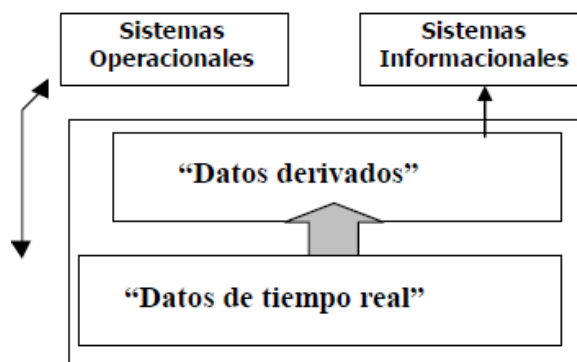 Sistemas
Operacionales
Sistemas
Informacionales
“Datos derivados”
“Datos de tiempo real”